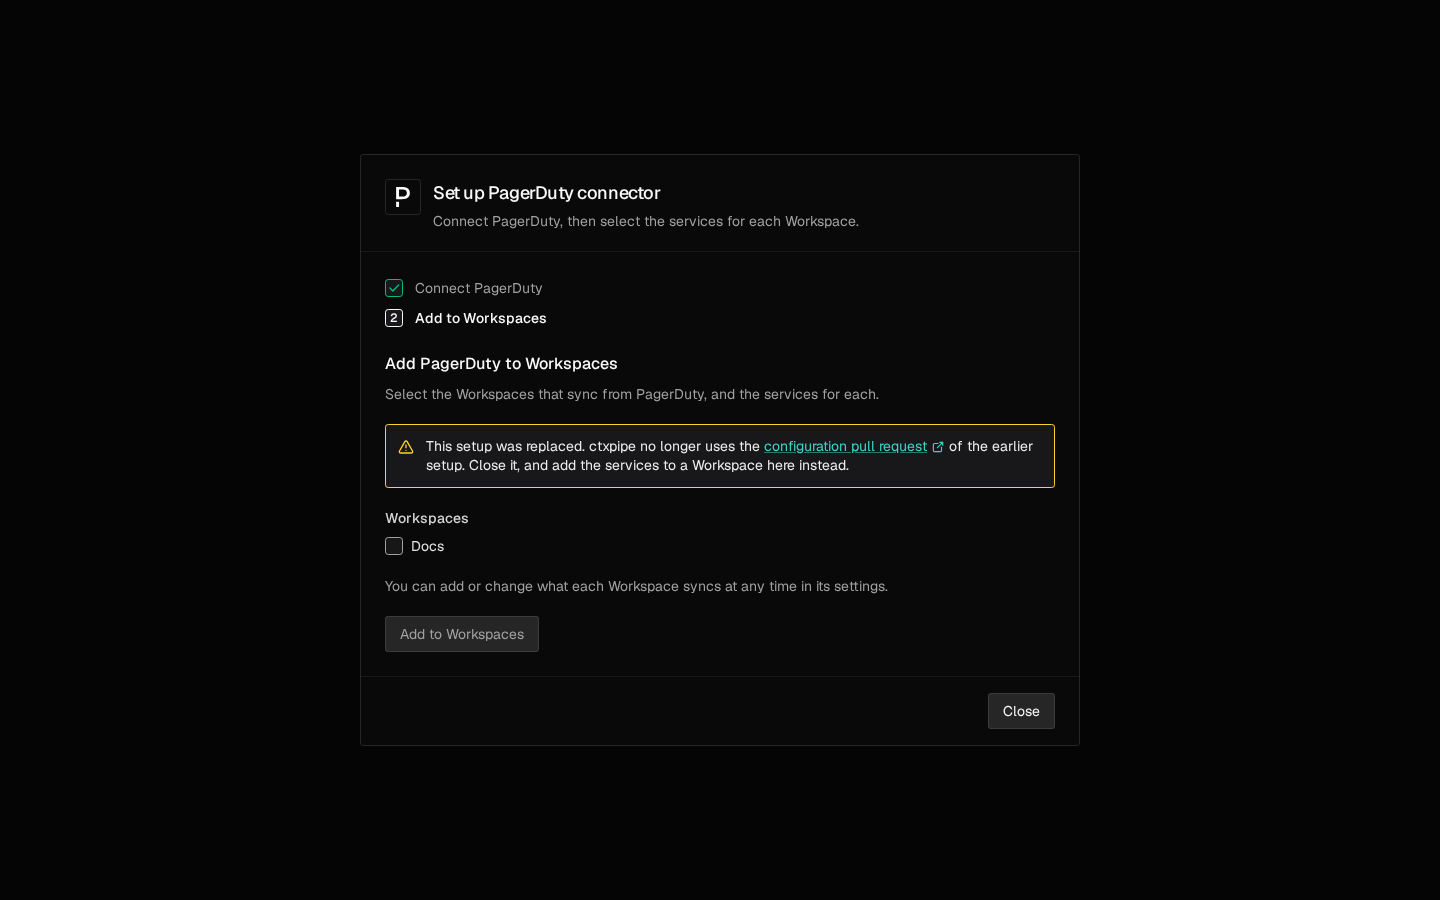 Set up PagerDuty connector
Connect PagerDuty, then select the services for each Workspace.
Connect PagerDuty
2 Add to Workspaces
Add PagerDuty to Workspaces
Select the Workspaces that sync from PagerDuty, and the services for each.
This setup was replaced. ctxpipe no longer uses the configuration pull request of the earlier
setup. Close it, and add the services to a Workspace here instead.
Workspaces
Docs
You can add or change what each Workspace syncs at any time in its settings.
Add to Workspaces
Close